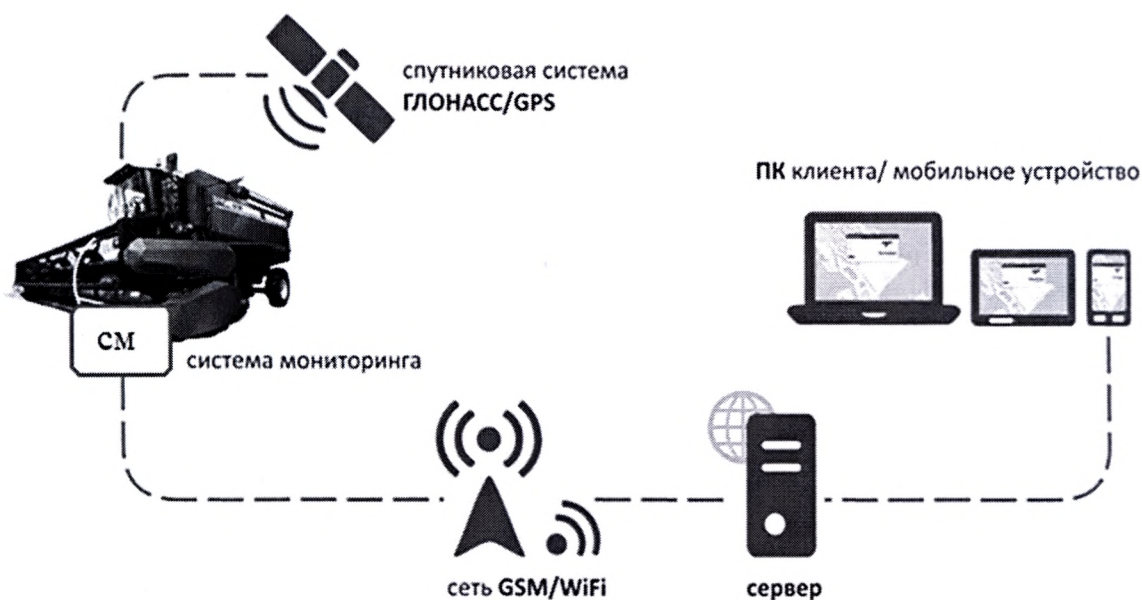 спутниковая система
ГЛОНАСС/GPS
ПК клиента/ мобильное устройство
СМ
система мониторинга
сеть GSM/WiFi
сервер